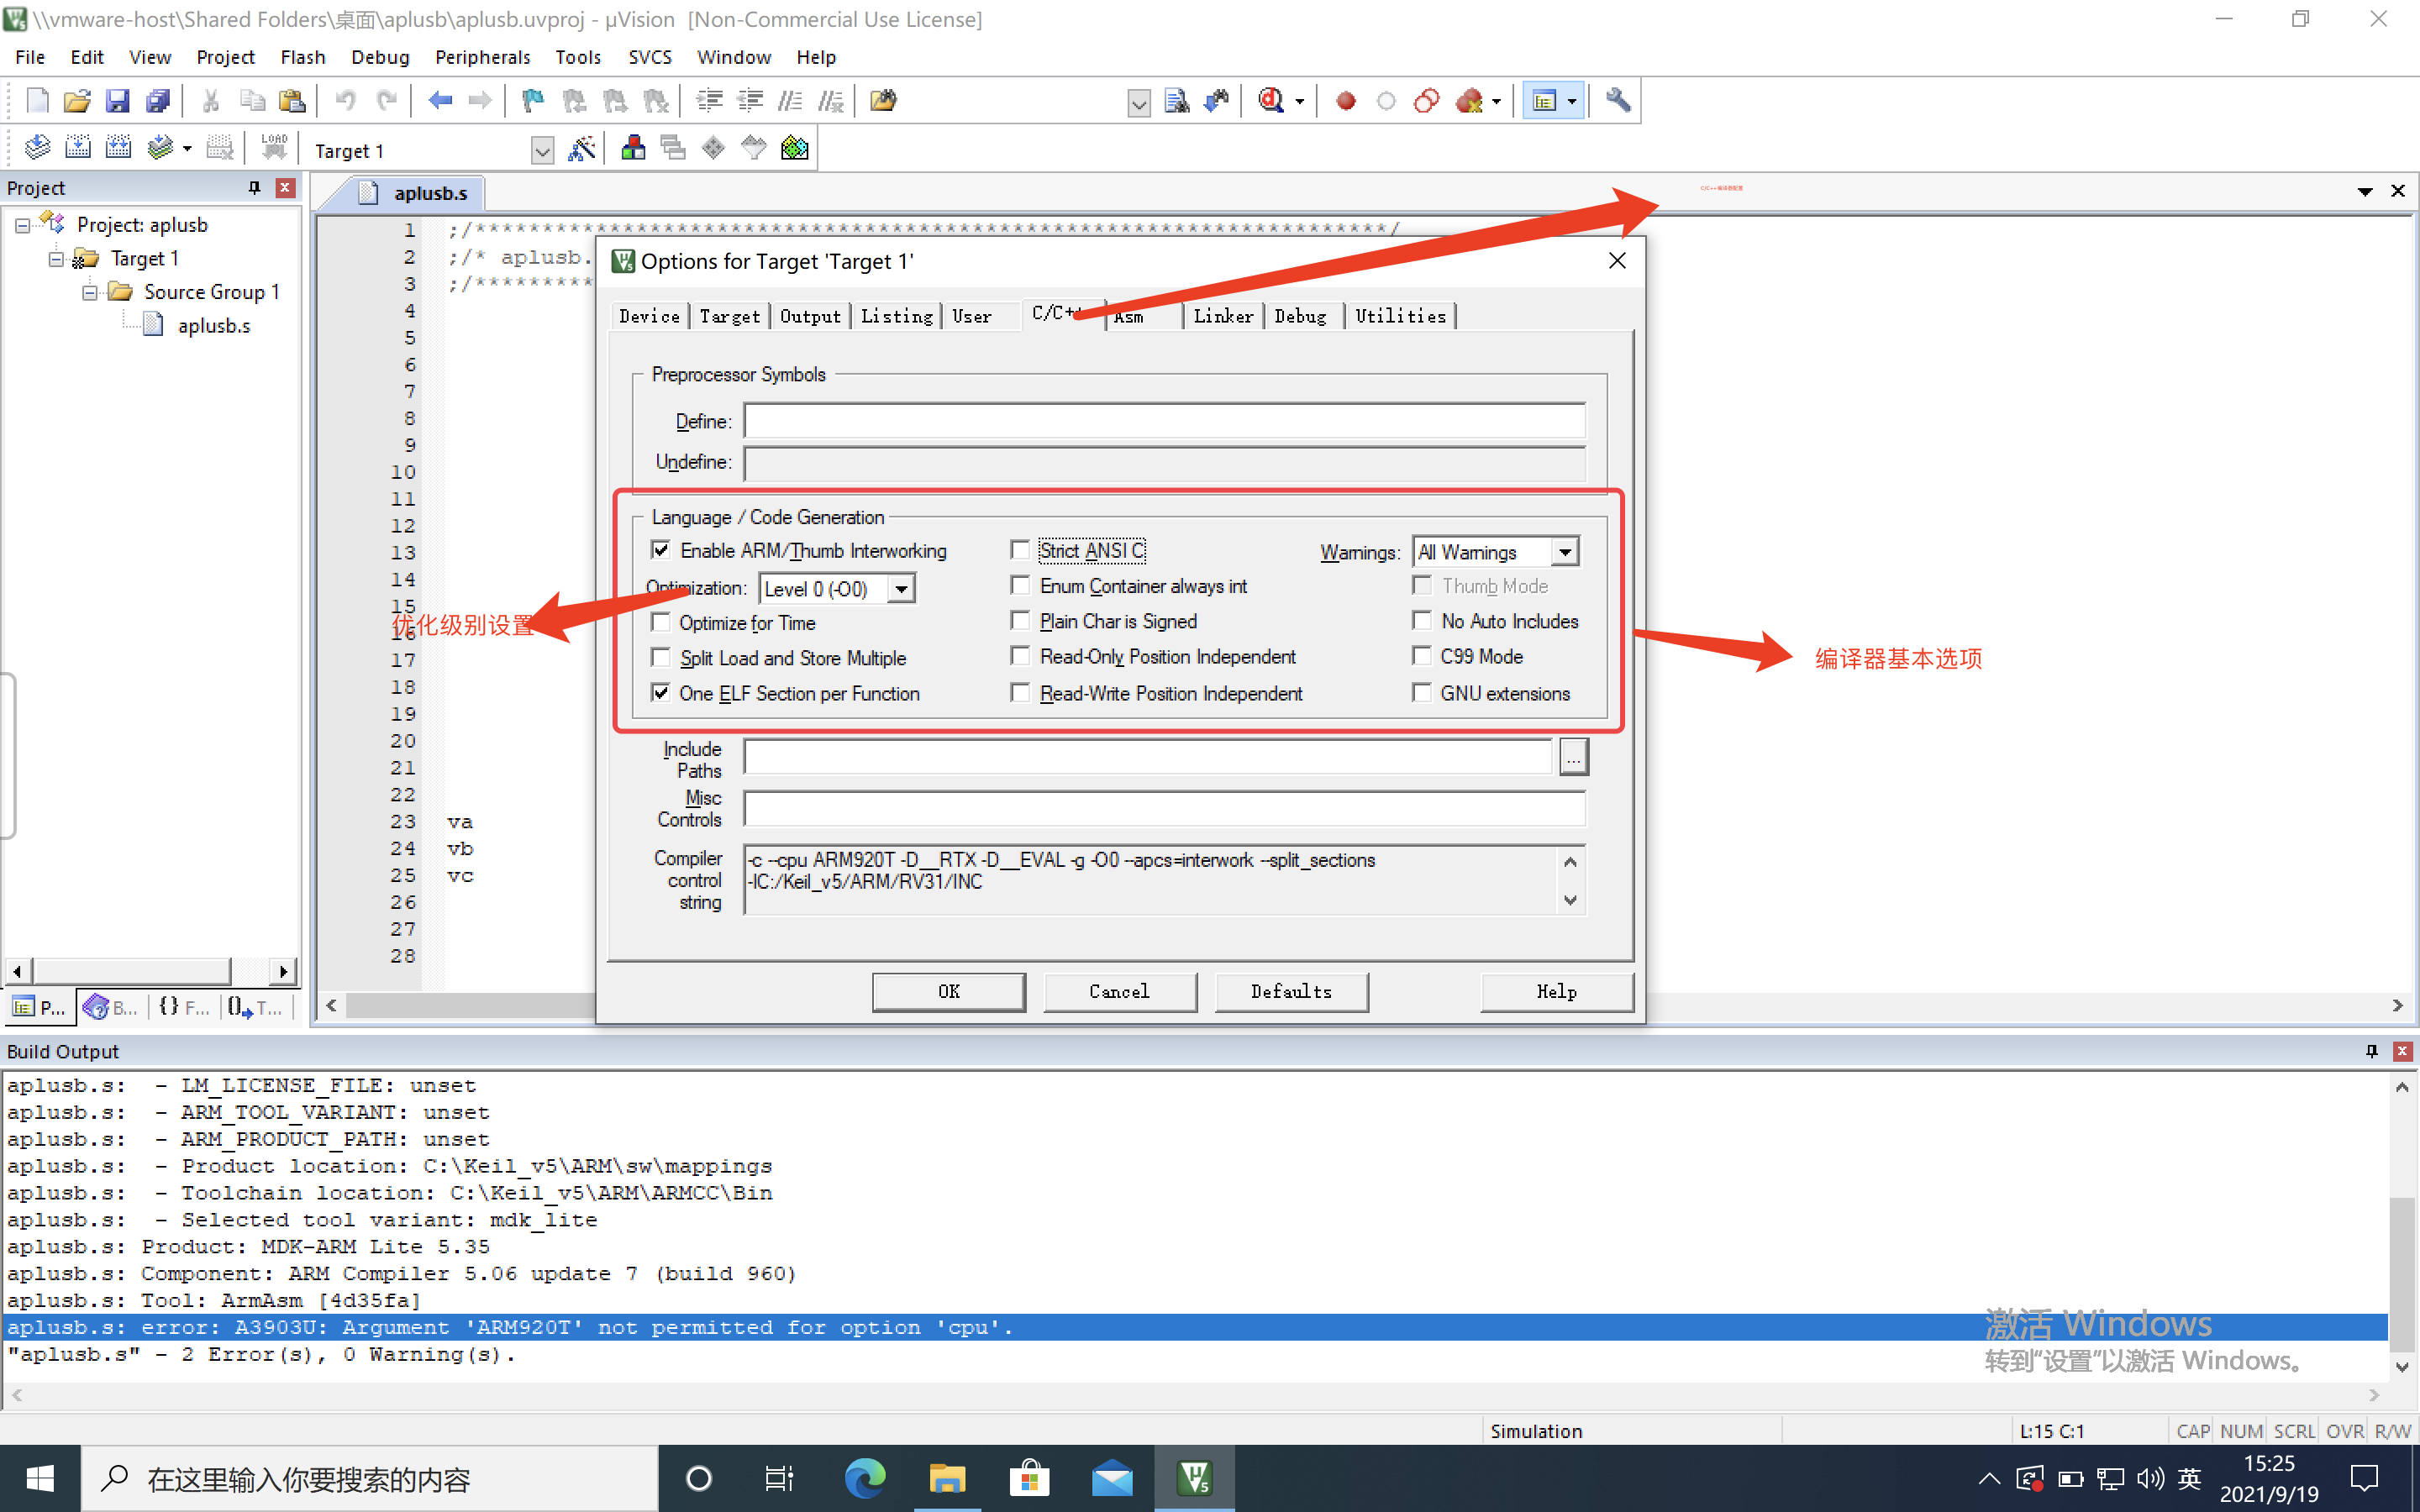 \\vmware-host\Shared Folders\桌面\aplusb\aplusb.uvproj - µVision  [Non-Commercial Use License]
File Edit View Project Flash Debug Peripherals Tools SVCS Window Help
LOAD
Target 1
Project
Project: aplusb
Target 1
Source Group 1
aplusb.s
P...
B...
{} F...
T...
aplusb.s
C/C++编译器配置
1 ;/*********************************************************************/
2 ;/* aplusb.
3 ;/*********
4
5
6
7
8
9
10
11
12
13
14
15
16
17
18
19
20
21
22
23 va
24 vb
25 vc
26
27
28
优化级别设置
Options for Target 'Target 1'
Device Target Output Listing User C/C++ Asm Linker Debug Utilities
Preprocessor Symbols
Define:
Undefine:
Language / Code Generation
Enable ARM/Thumb Interworking
Optimization: Level 0 (-O0)
Optimize for Time
Split Load and Store Multiple
One ELF Section per Function
Strict ANSI C
Enum Container always int
Plain Char is Signed
Read-Only Position Independent
Read-Write Position Independent
Warnings: All Warnings
Thumb Mode
No Auto Includes
C99 Mode
GNU extensions
编译器基本选项
Include
Paths
...
Misc
Controls
Compiler
control
string
-c --cpu ARM920T -D__RTX -D__EVAL -g -O0 --apcs=interwork --split_sections
-IC:/Keil_v5/ARM/RV31/INC
OK Cancel Defaults Help
Build Output
aplusb.s:  - LM_LICENSE_FILE: unset
aplusb.s:  - ARM_TOOL_VARIANT: unset
aplusb.s:  - ARM_PRODUCT_PATH: unset
aplusb.s:  - Product location: C:\Keil_v5\ARM\sw\mappings
aplusb.s:  - Toolchain location: C:\Keil_v5\ARM\ARMCC\Bin
aplusb.s:  - Selected tool variant: mdk_lite
aplusb.s: Product: MDK-ARM Lite 5.35
aplusb.s: Component: ARM Compiler 5.06 update 7 (build 960)
aplusb.s: Tool: ArmAsm [4d35fa]
aplusb.s: error: A3903U: Argument 'ARM920T' not permitted for option 'cpu'.
"aplusb.s" - 2 Error(s), 0 Warning(s).
激活 Windows
转到"设置"以激活 Windows。
Simulation
L:15 C:1
CAP NUM SCRL OVR R/W
在这里输入你要搜索的内容
英
15:25
2021/9/19